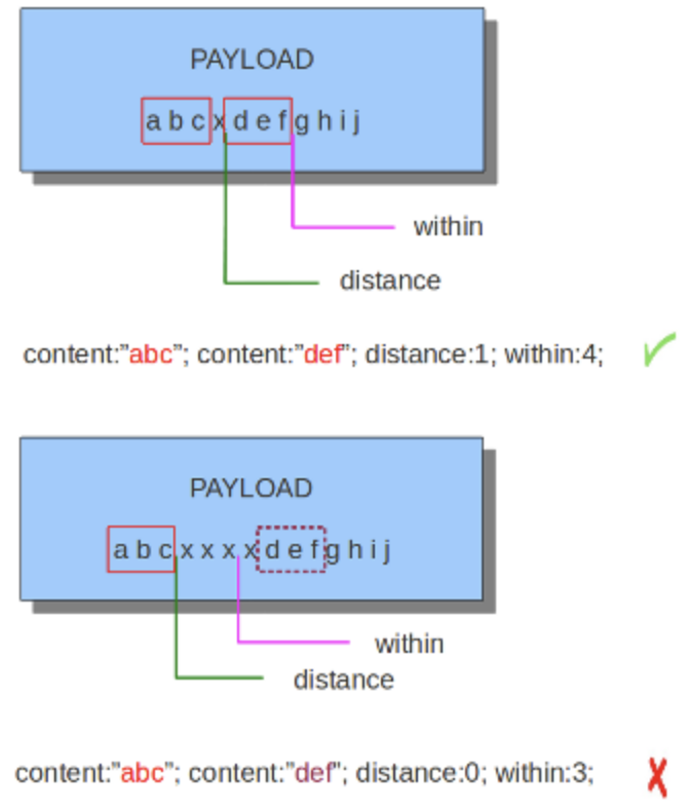 PAYLOAD
a b c x d e f g h i j
within
distance
content:”abc”; content:”def”; distance:1; within:4;
PAYLOAD
a b c x x x x d e f g h i j
within
distance
content:”abc”; content:”def”; distance:0; within:3;